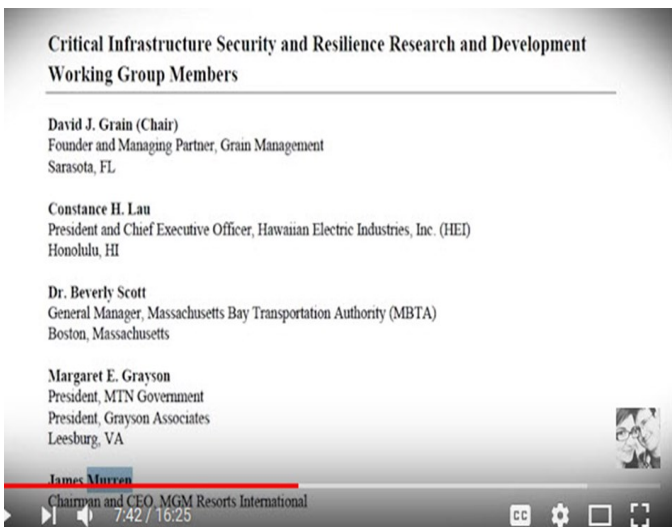 Critical Infrastructure Security and Resilience Research and Development
Working Group Members
David J. Grain (Chair)
Founder and Managing Partner, Grain Management
Sarasota, FL
Constance H. Lau
President and Chief Executive Officer, Hawaiian Electric Industries, Inc. (HEI)
Honolulu, HI
Dr. Beverly Scott
General Manager, Massachusetts Bay Transportation Authority (MBTA)
Boston, Massachusetts
Margaret E. Grayson
President, MTN Government
President, Grayson Associates
Leesburg, VA
James Murren
Chairman and CEO, MGM Resorts International
7:42 / 16:25
CC